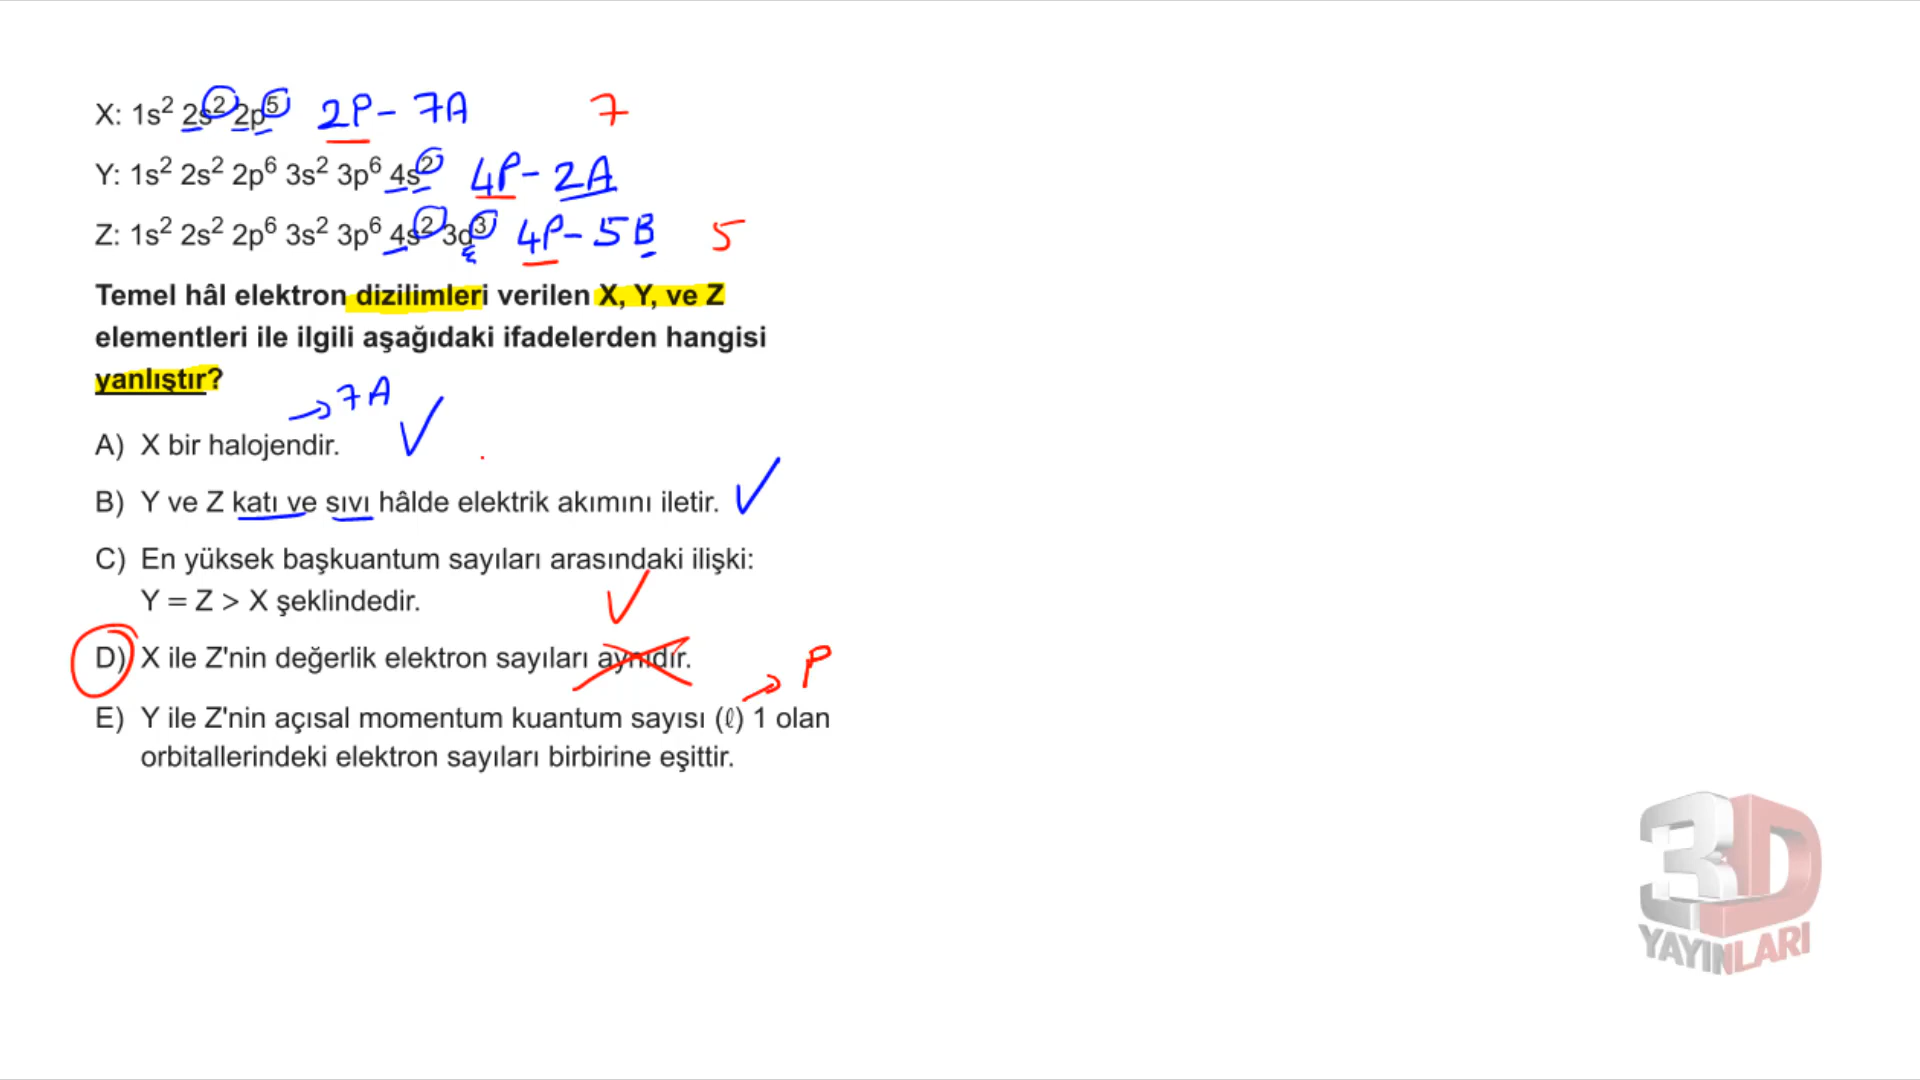 X: 1s² 2s² 2p⁵ 2P - 7A 7
Y: 1s² 2s² 2p⁶ 3s² 3p⁶ 4s² 4P - 2A
Z: 1s² 2s² 2p⁶ 3s² 3p⁶ 4s² 3d³ 4P - 5B 5
Temel hâl elektron dizilimleri verilen X, Y, ve Z
elementleri ile ilgili aşağıdaki ifadelerden hangisi
yanlıştır?
→ 7A
A) X bir halojendir. ✓
B) Y ve Z katı ve sıvı hâlde elektrik akımını iletir. ✓
C) En yüksek başkuantum sayıları arasındaki ilişki:
Y = Z > X şeklindedir. ✓
D) X ile Z'nin değerlik elektron sayıları aynıdır.
→ P
E) Y ile Z'nin açısal momentum kuantum sayısı (ℓ) 1 olan
orbitallerindeki elektron sayıları birbirine eşittir.
3D
YAYINLARI